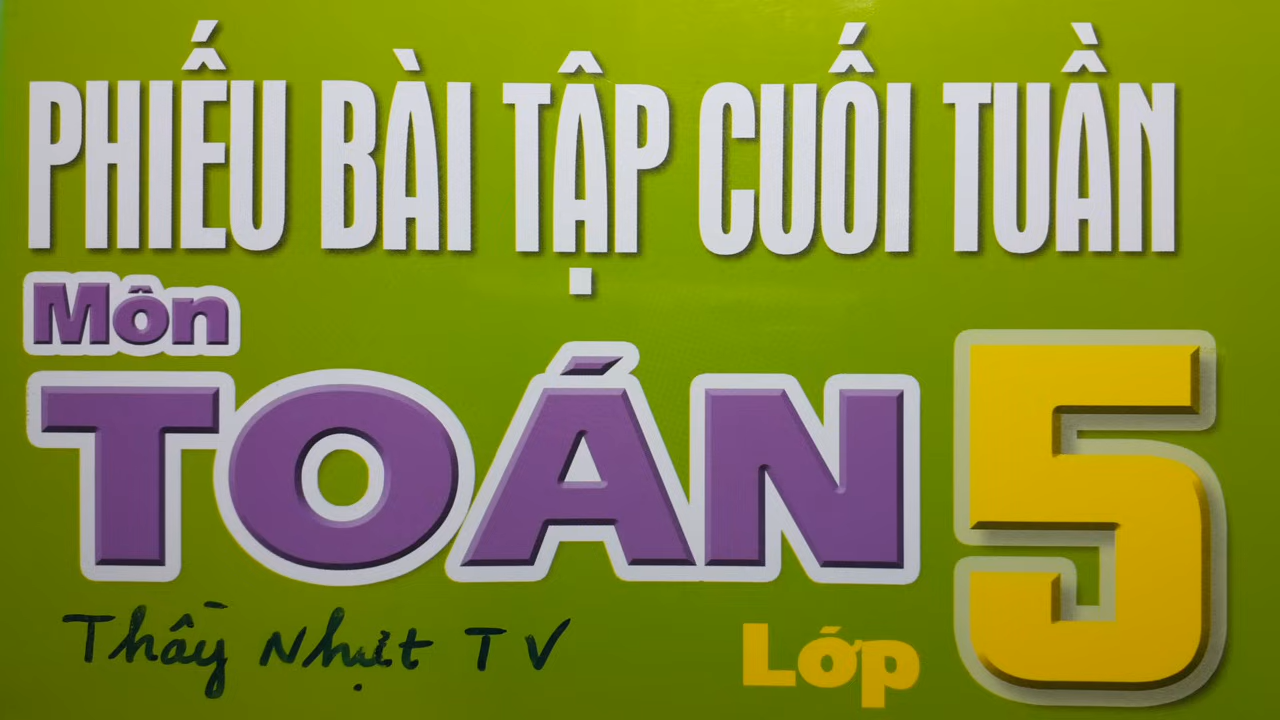 PHIẾU BÀI TẬP CUỐI TUẦN
Môn
TOÁN 5
Thầy Nhựt TV
Lớp